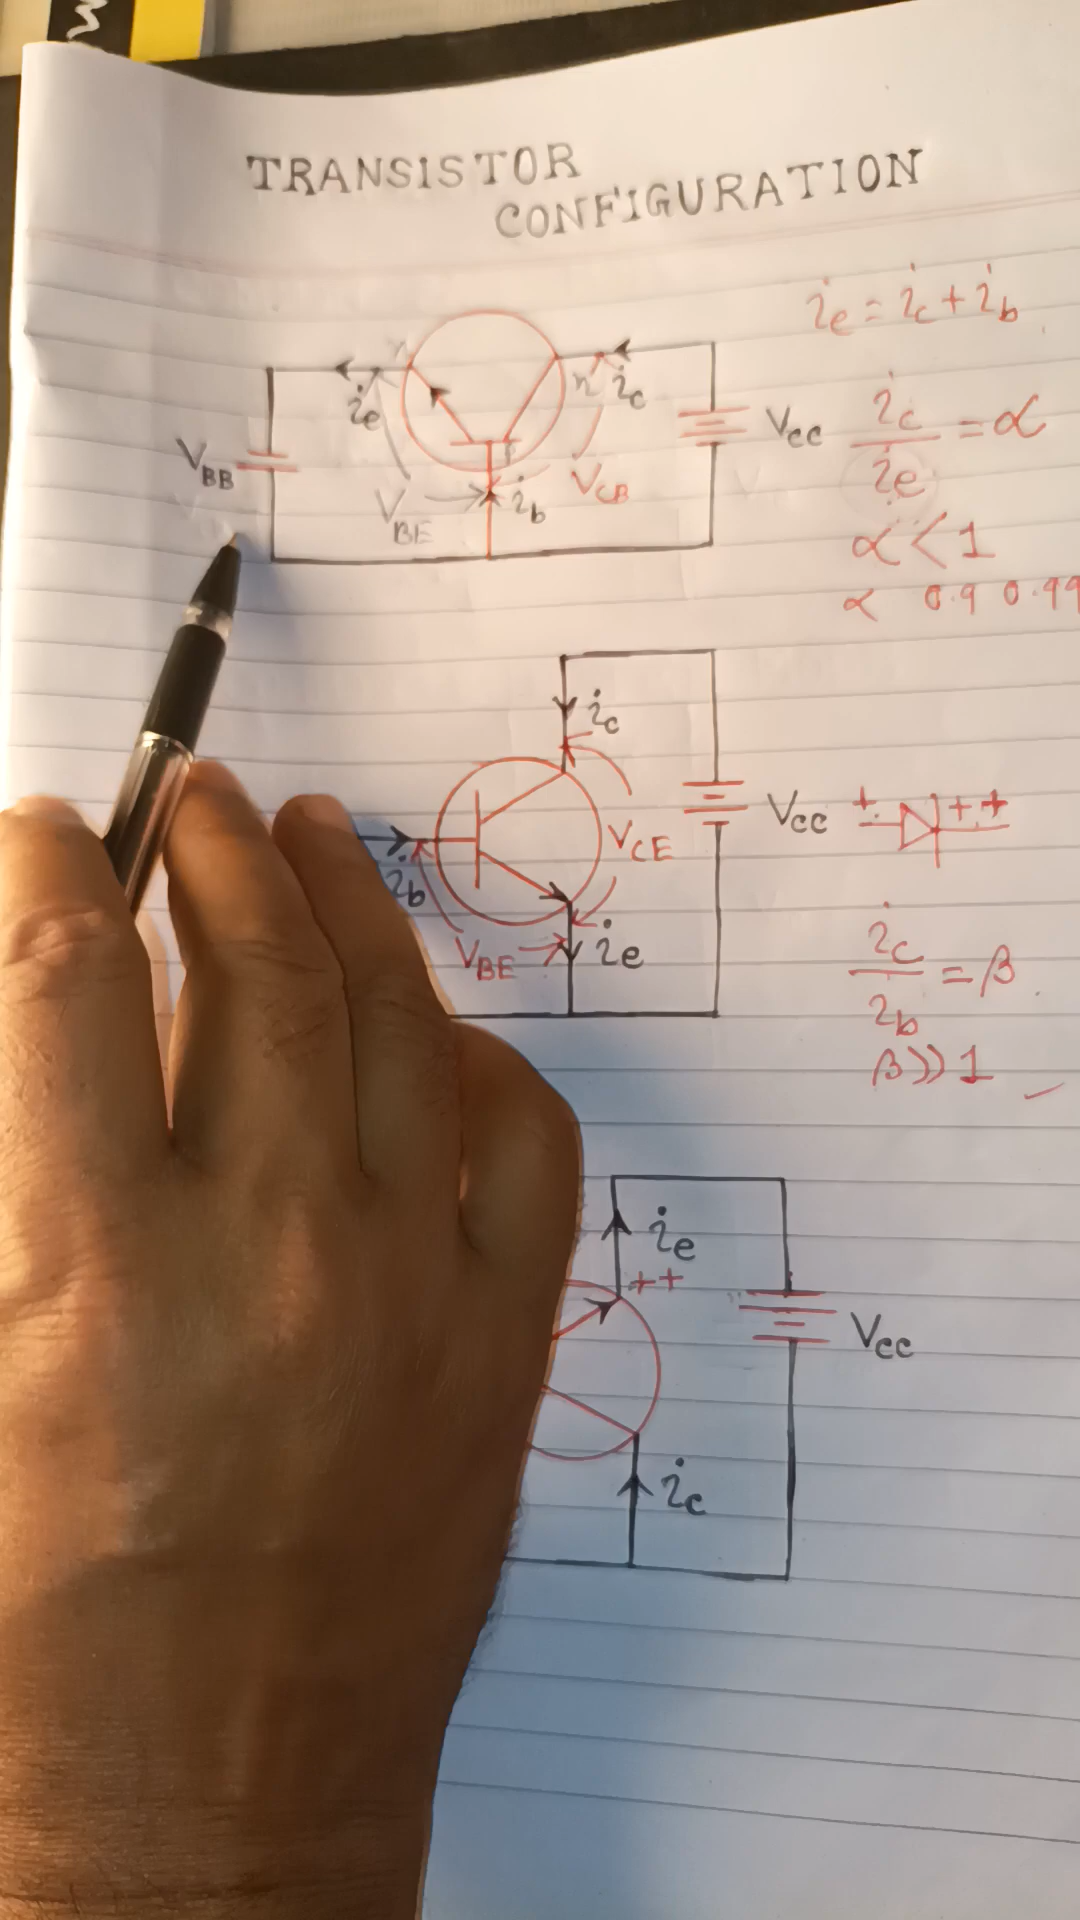 TRANSISTOR
CONFIGURATION
ie = ic + ib
ie
n
ic
VBB
VBE
p
ib
VCB
Vcc
ic
ie
= α
α < 1
α 0.9 0.99
ic
ib
VCE
VBE
ie
Vcc
+ + +
ic
ib
= β
β >> 1
ie
++
Vcc
ic